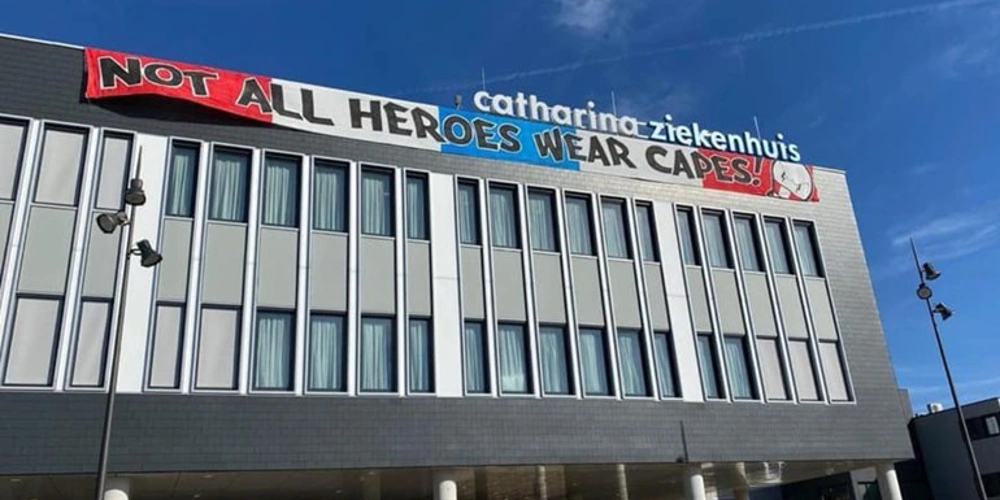 catharina ziekenhuis
NOT ALL HEROES WEAR CAPES!